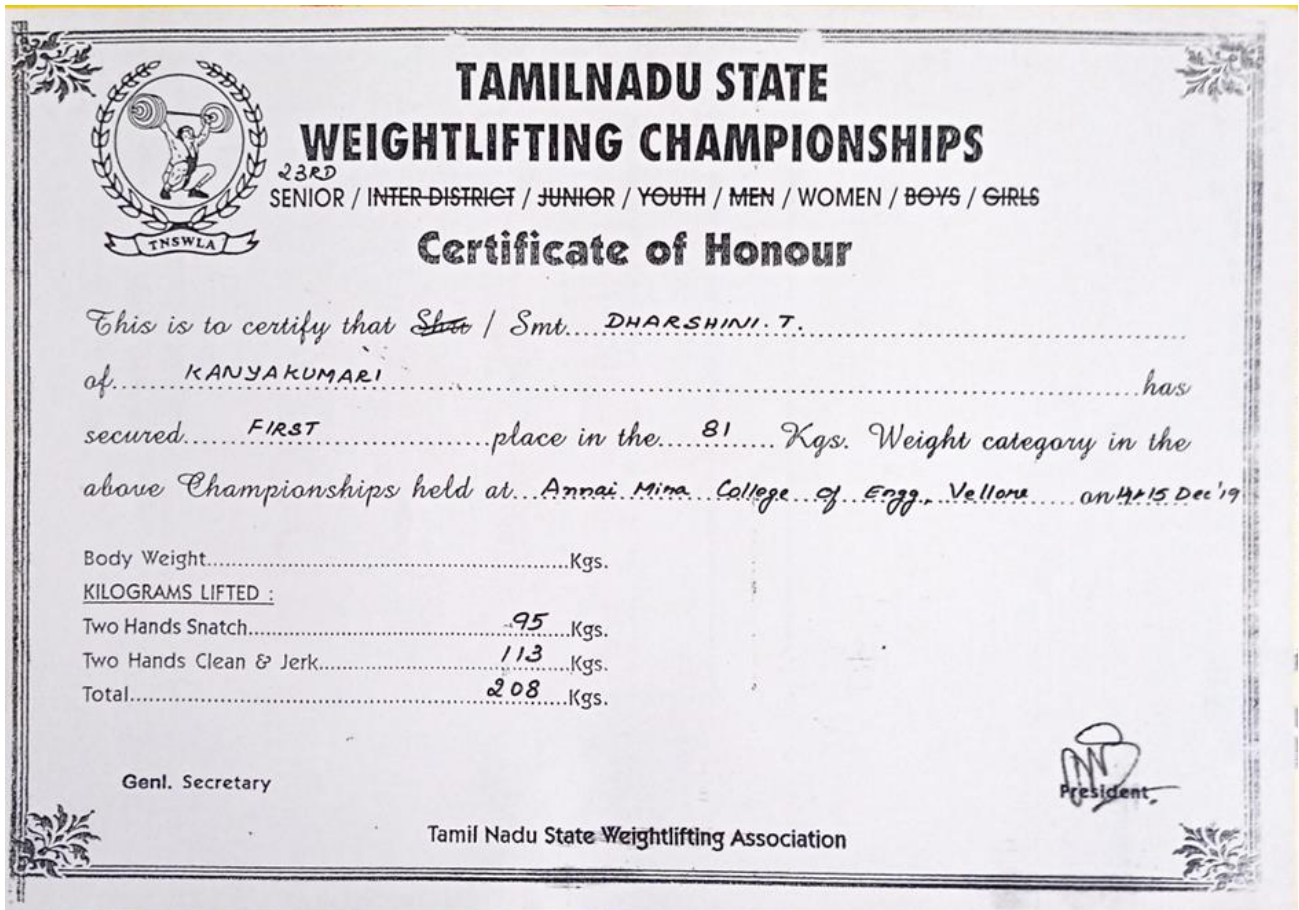 TAMILNADU STATE
WEIGHTLIFTING CHAMPIONSHIPS
23RD
SENIOR / INTER-DISTRICT / JUNIOR / YOUTH / MEN / WOMEN / BOYS / GIRLS
TNSWLA
Certificate of Honour
This is to certify that Shri / Smt.... DHARSHINI. T.
of...... KANYAKUMARI ......has
secured...... FIRST ......place in the.... 81 .... Kgs. Weight category in the
above Championships held at... Annai Mira College of Engg., Vellore .... on 14+15 Dec'19
Body Weight......Kgs.
KILOGRAMS LIFTED :
Two Hands Snatch...... 95 ...Kgs.
Two Hands Clean & Jerk...... 113 ...Kgs.
Total...... 208 ...Kgs.
Genl. Secretary
President
Tamil Nadu State Weightlifting Association